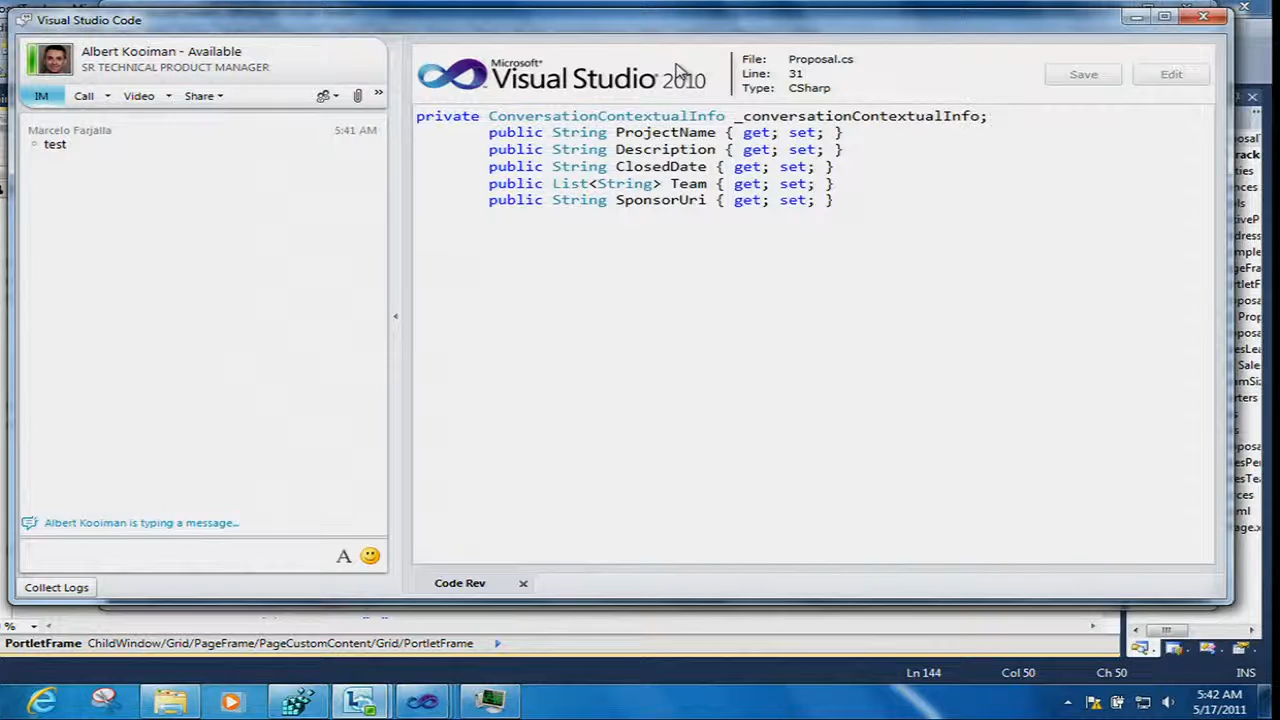 Visual Studio Code
Albert Kooiman - Available
SR TECHNICAL PRODUCT MANAGER
IM Call Video Share »
Marcelo Farjalla 5:41 AM
test
Albert Kooiman is typing a message...
A
Collect Logs
Microsoft®
Visual Studio 2010
File: Proposal.cs
Line: 31
Type: CSharp
Save Edit
private ConversationContextualInfo _conversationContextualInfo;
public String ProjectName { get; set; }
public String Description { get; set; }
public String ClosedDate { get; set; }
public List<String> Team { get; set; }
public String SponsorUri { get; set; }
Code Rev
%
PortletFrame ChildWindow/Grid/PageFrame/PageCustomContent/Grid/PortletFrame
Ln 144 Col 50 Ch 50 INS
5:42 AM
5/17/2011